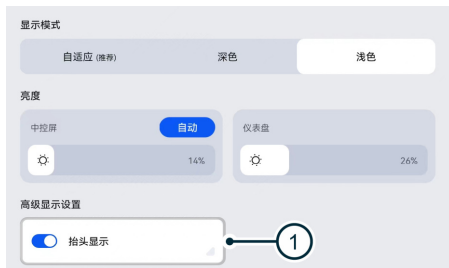 显示模式
自适应 (推荐) 深色 浅色
亮度
中控屏 自动 仪表盘
14% 26%
高级显示设置
抬头显示 1